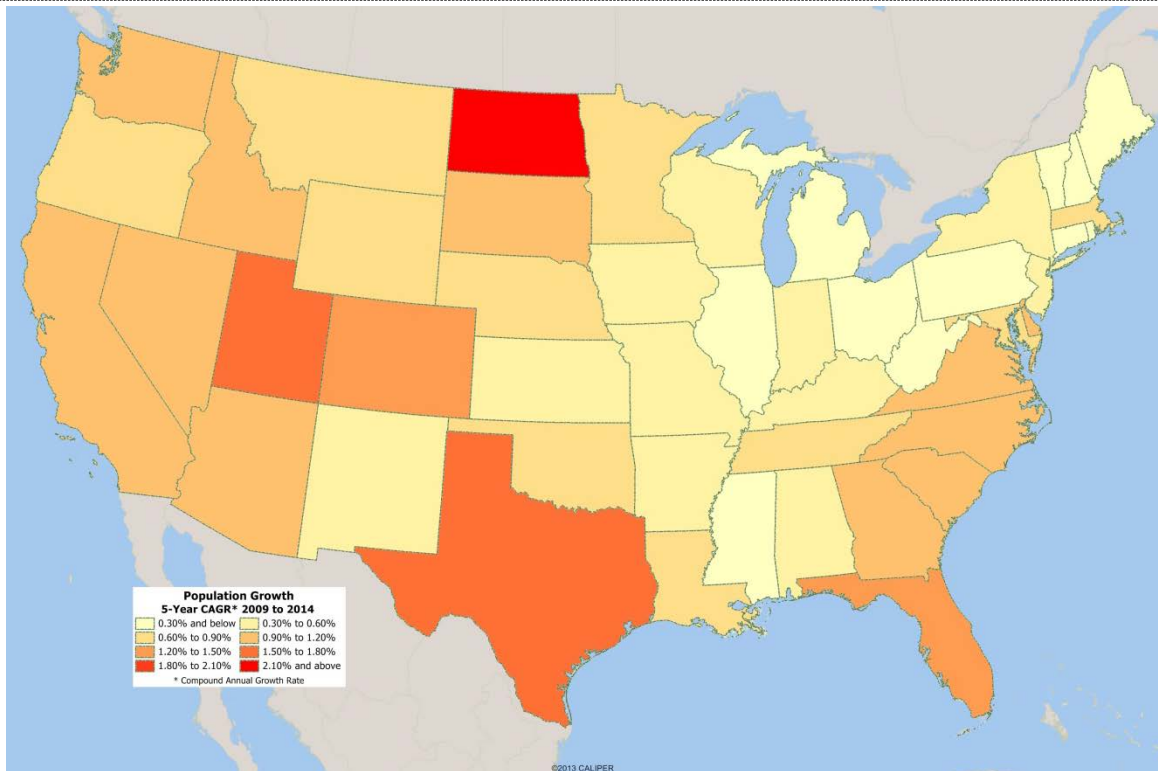 Population Growth
5-Year CAGR* 2009 to 2014
0.30% and below 0.30% to 0.60%
0.60% to 0.90% 0.90% to 1.20%
1.20% to 1.50% 1.50% to 1.80%
1.80% to 2.10% 2.10% and above
* Compound Annual Growth Rate
©2013 CALIPER